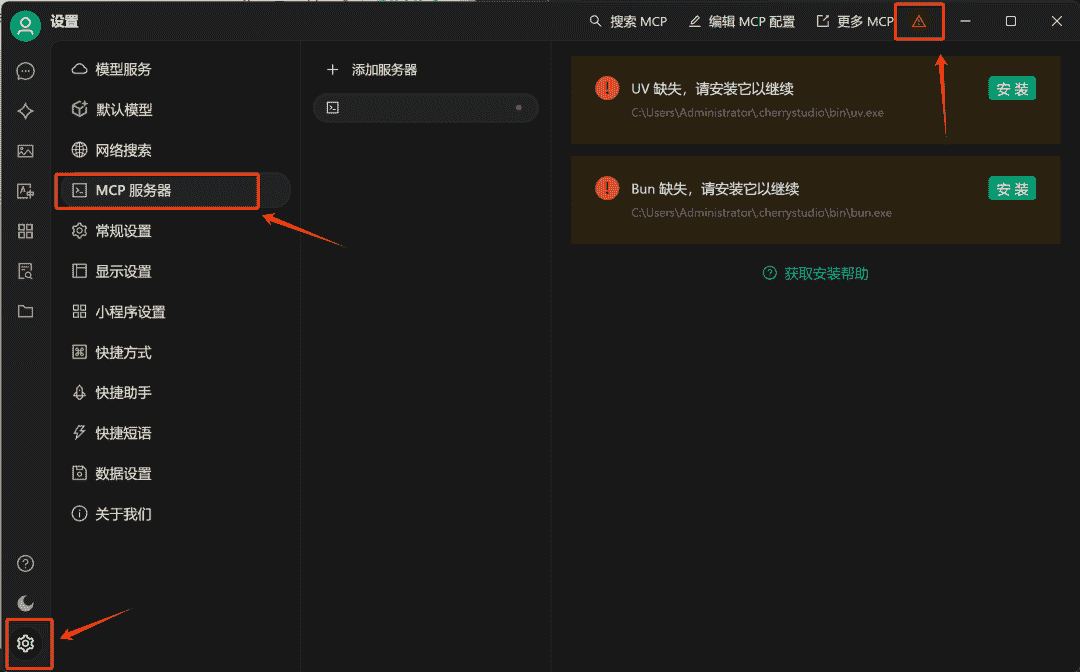 设置
搜索 MCP
编辑 MCP 配置
更多 MCP
模型服务
默认模型
网络搜索
MCP 服务器
常规设置
显示设置
小程序设置
快捷方式
快捷助手
快捷短语
数据设置
关于我们
添加服务器
UV 缺失，请安装它以继续
C:\Users\Administrator\.cherrystudio\bin\uv.exe
安装
Bun 缺失，请安装它以继续
C:\Users\Administrator\.cherrystudio\bin\bun.exe
安装
获取安装帮助